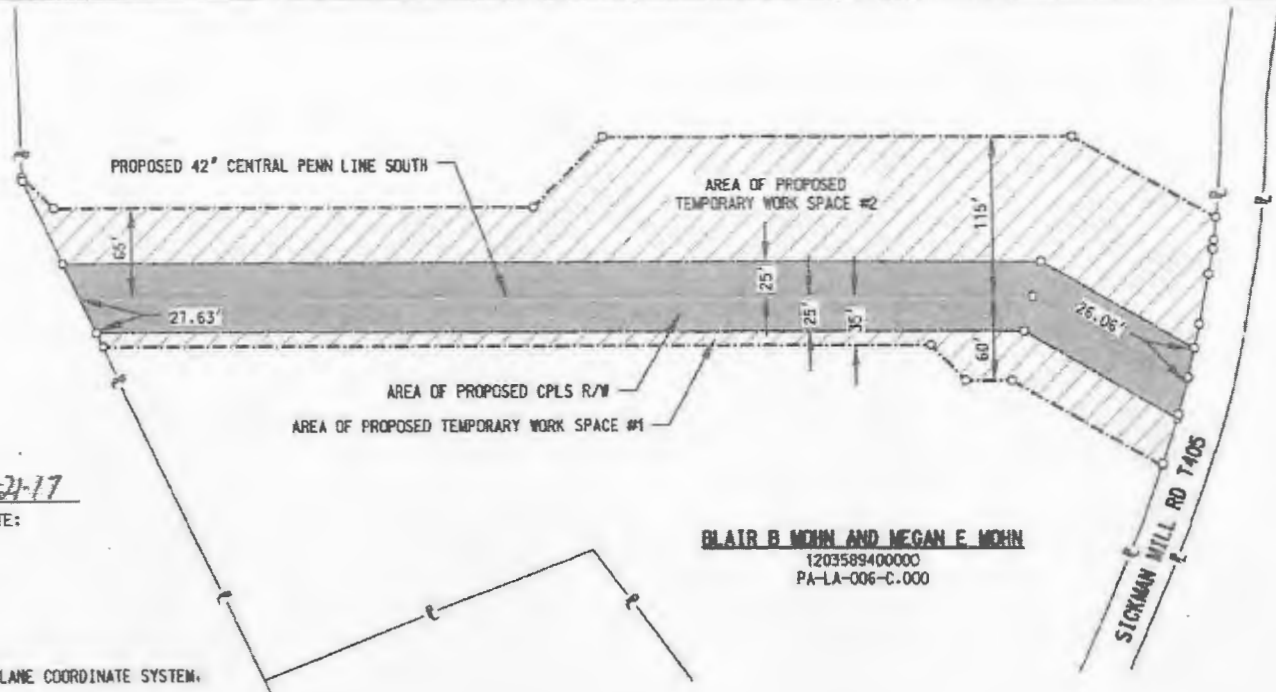 PROPOSED 42" CENTRAL PENN LINE SOUTH
AREA OF PROPOSED
TEMPORARY WORK SPACE #2
65'
115'
25'
25'
35'
27.63'
26.06'
60'
AREA OF PROPOSED CPLS R/W
AREA OF PROPOSED TEMPORARY WORK SPACE #1
21-17
TE:
BLAIR B MOHN AND MEGAN E MOHN
1203589400000
PA-LA-006-C.000
SICKMAN MILL RD T405
LANE COORDINATE SYSTEM.